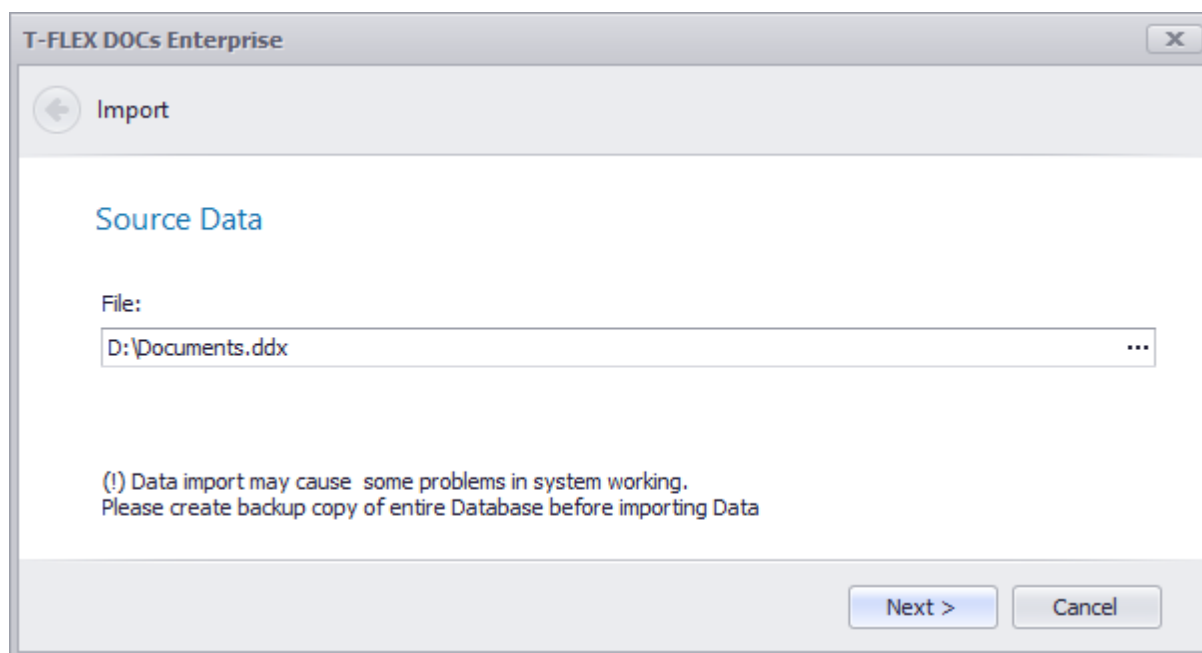 T-FLEX DOCs Enterprise
Import
Source Data
File:
D:\Documents.ddx ...
(!) Data import may cause  some problems in system working.
Please create backup copy of entire Database before importing Data
Next > Cancel